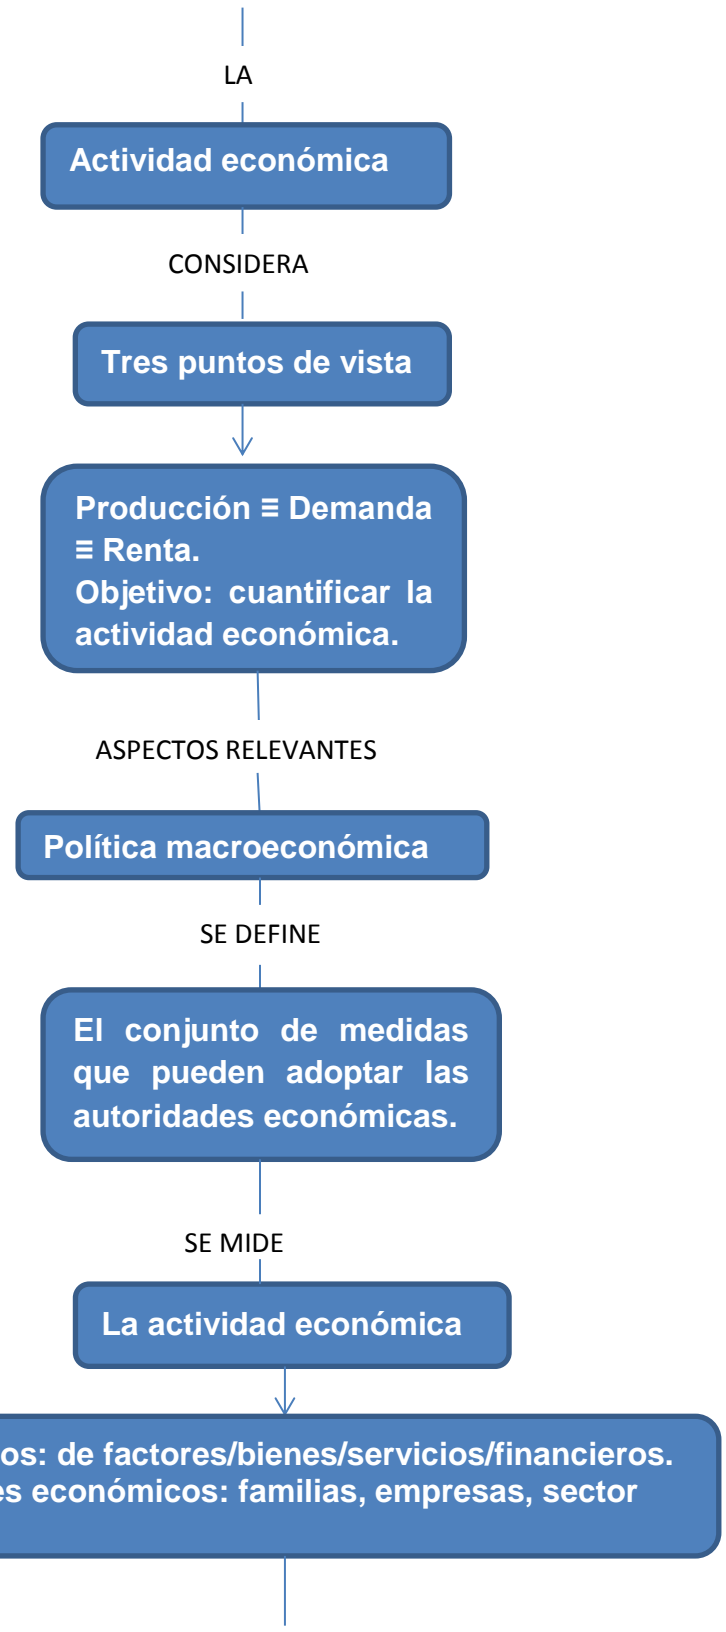 LA
Actividad económica
CONSIDERA
Tres puntos de vista
Producción ≡ Demanda
≡ Renta.
Objetivo: cuantificar la
actividad económica.
ASPECTOS RELEVANTES
Política macroeconómica
SE DEFINE
El conjunto de medidas
que pueden adoptar las
autoridades económicas.
SE MIDE
La actividad económica
os: de factores/bienes/servicios/financieros.
es económicos: familias, empresas, sector